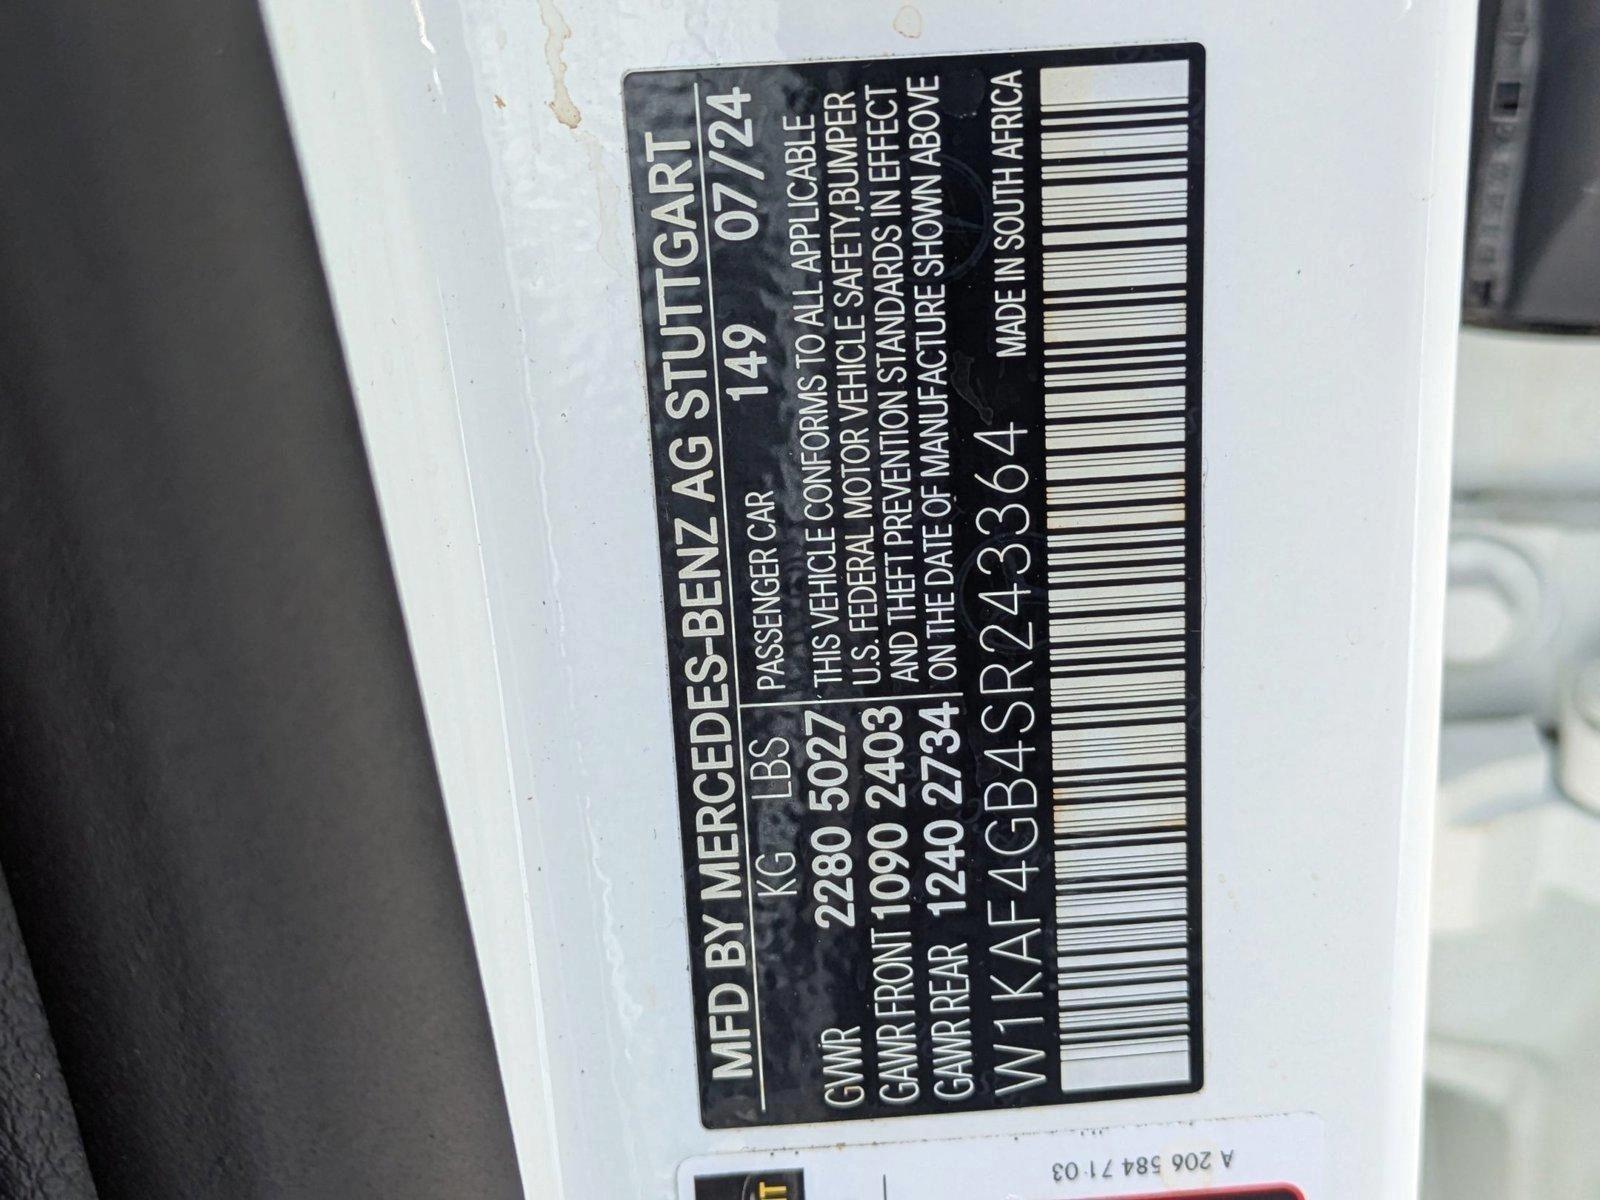 MFD BY MERCEDES-BENZ AG STUTTGART
KG LBS PASSENGER CAR 149 07/24
GVWR 2280 5027 THIS VEHICLE CONFORMS TO ALL APPLICABLE
U.S. FEDERAL MOTOR VEHICLE SAFETY,BUMPER
GAWR FRONT 1090 2403 AND THEFT PREVENTION STANDARDS IN EFFECT
GAWR REAR 1240 2734 ON THE DATE OF MANUFACTURE SHOWN ABOVE
W1KAF4GB4SR243364 MADE IN SOUTH AFRICA
A 206 584 71 03